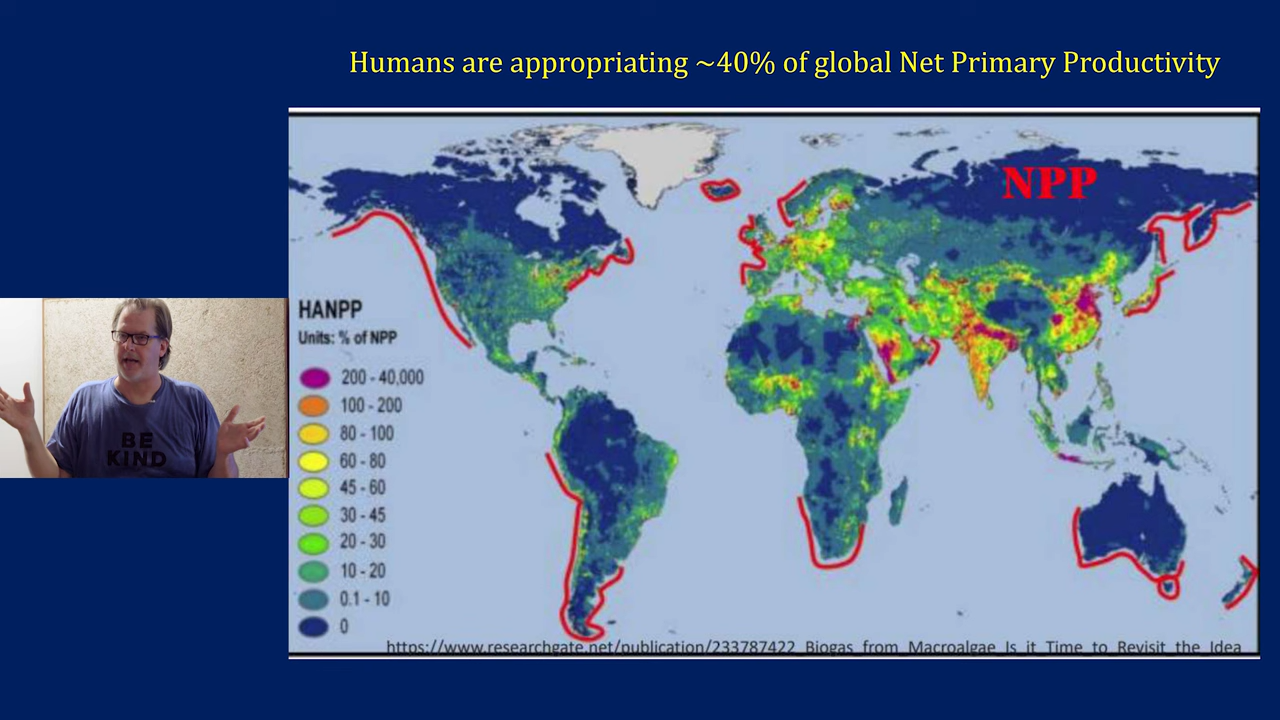 Humans are appropriating ~40% of global Net Primary Productivity
NPP
HANPP
Units: % of NPP
200 - 40,000
100 - 200
80 - 100
60 - 80
45 - 60
30 - 45
20 - 30
10 - 20
0.1 - 10
0
BE
KIND
https://www.researchgate.net/publication/233787422_Biogas_from_Macroalgae_Is_it_Time_to_Revisit_the_Idea